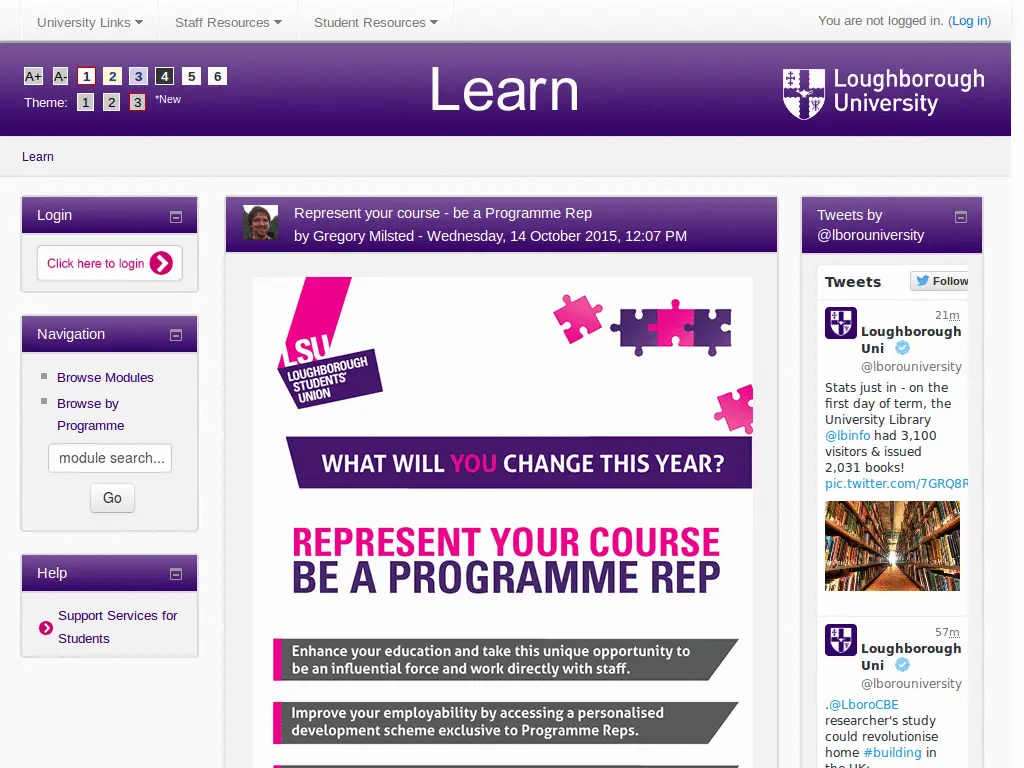 University Links
Staff Resources
Student Resources
You are not logged in. (Log in)
A+ A- 1 2 3 4 5 6
Theme: 1 2 3 *New
Learn
Loughborough
University
Learn
Login
Click here to login
Navigation
Browse Modules
Browse by
Programme
module search...
Go
Help
Support Services for
Students
Represent your course - be a Programme Rep
by Gregory Milsted - Wednesday, 14 October 2015, 12:07 PM
LSU
LOUGHBOROUGH
STUDENTS'
UNION
WHAT WILL YOU CHANGE THIS YEAR?
REPRESENT YOUR COURSE
BE A PROGRAMME REP
Enhance your education and take this unique opportunity to
be an influential force and work directly with staff.
Improve your employability by accessing a personalised
development scheme exclusive to Programme Reps.
Tweets by
@lborouniversity
Tweets
Follow
21m
Loughborough
Uni
@lborouniversity
Stats just in - on the
first day of term, the
University Library
@lbinfo had 3,100
visitors & issued
2,031 books!
pic.twitter.com/7GRQ8R
57m
Loughborough
Uni
@lborouniversity
.@LboroCBE
researcher's study
could revolutionise
home #building in
the UK: